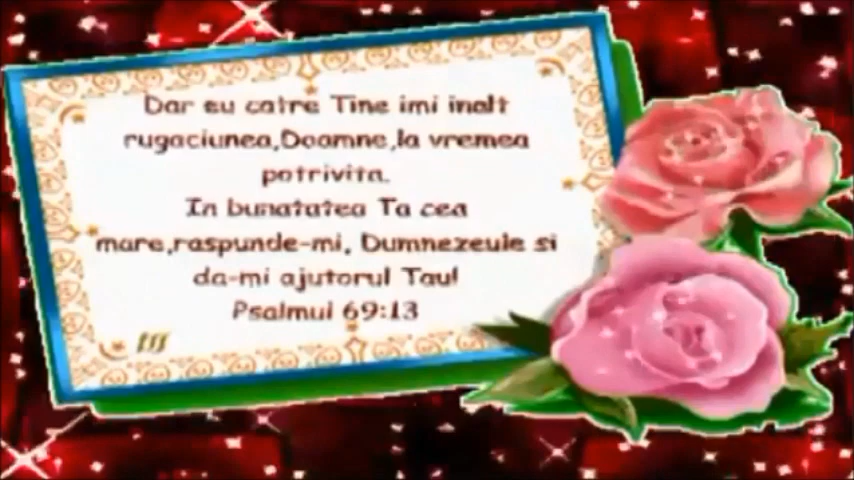 Dar eu catre Tine imi inalt
rugaciunea,Doamne,la vremea
potrivita.
In bunatatea Ta cea
mare,raspunde-mi, Dumnezeule si
da-mi ajutorul Tau!
Psalmul 69:13